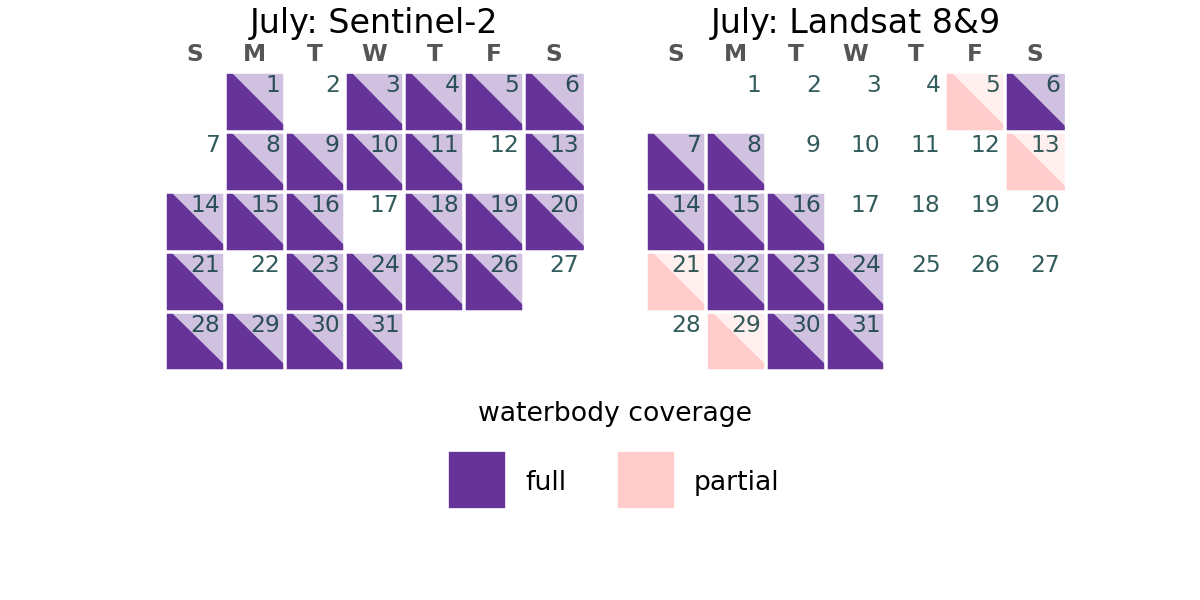 July: Sentinel-2
S M T W T F S
1 2 3 4 5 6
7 8 9 10 11 12 13
14 15 16 17 18 19 20
21 22 23 24 25 26 27
28 29 30 31
July: Landsat 8&9
S M T W T F S
1 2 3 4 5 6
7 8 9 10 11 12 13
14 15 16 17 18 19 20
21 22 23 24 25 26 27
28 29 30 31
waterbody coverage
full partial